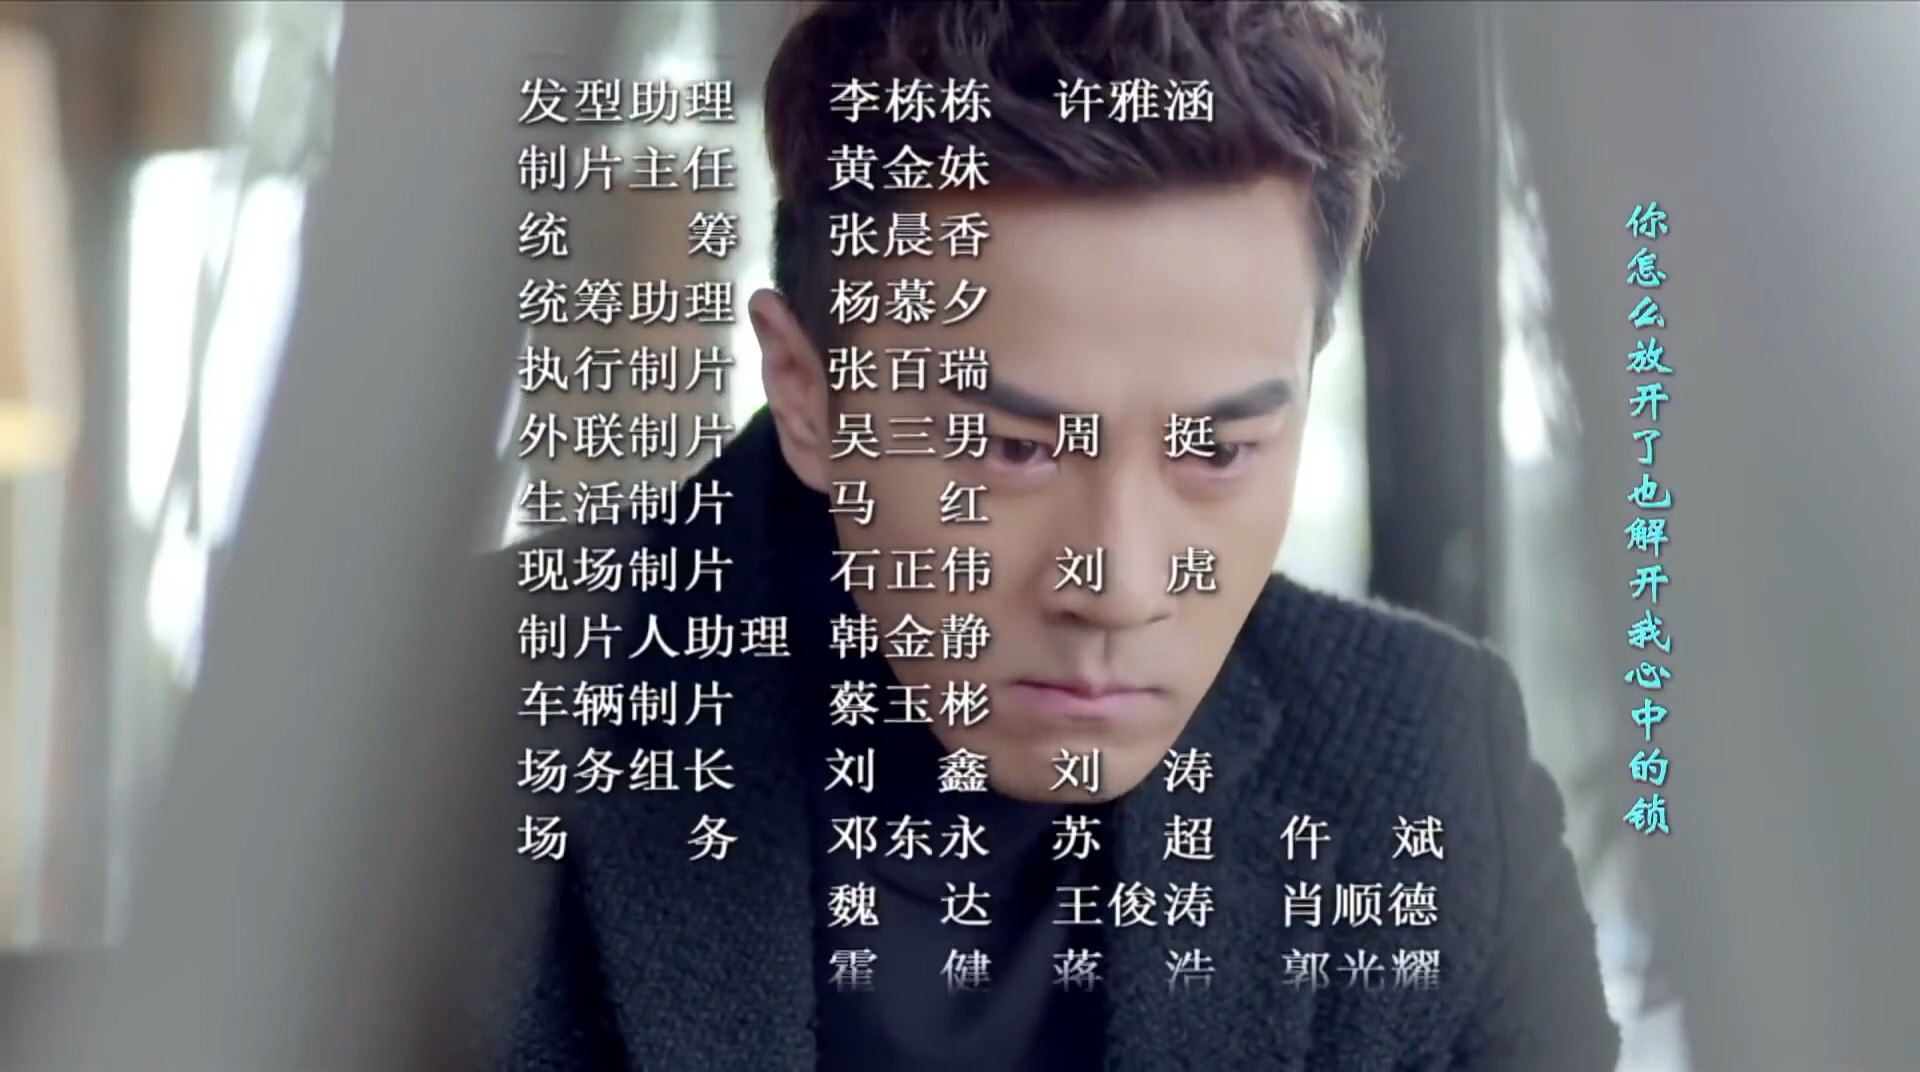 发型助理 李栋栋 许雅涵
制片主任 黄金妹
统筹 张晨香
统筹助理 杨慕夕
执行制片 张百瑞
外联制片 吴三男 周挺
生活制片 马红
现场制片 石正伟 刘虎
制片人助理 韩金静
车辆制片 蔡玉彬
场务组长 刘鑫 刘涛
场务 邓东永 苏超 仵斌
魏达 王俊涛 肖顺德
霍健 蒋浩 郭光耀
你怎么放开了也解开我心中的锁